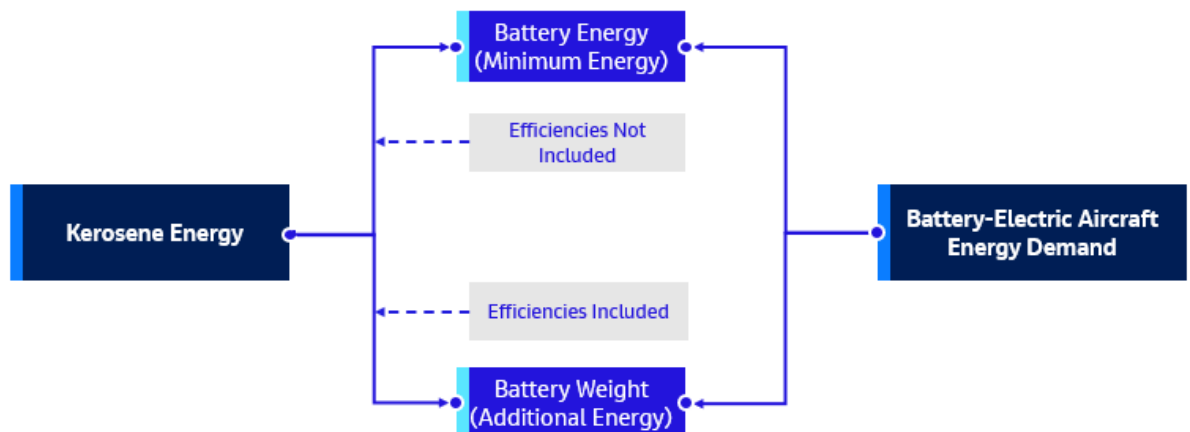 Battery Energy
(Minimum Energy)
Efficiencies Not
Included
Kerosene Energy
Battery-Electric Aircraft
Energy Demand
Efficiencies Included
Battery Weight
(Additional Energy)